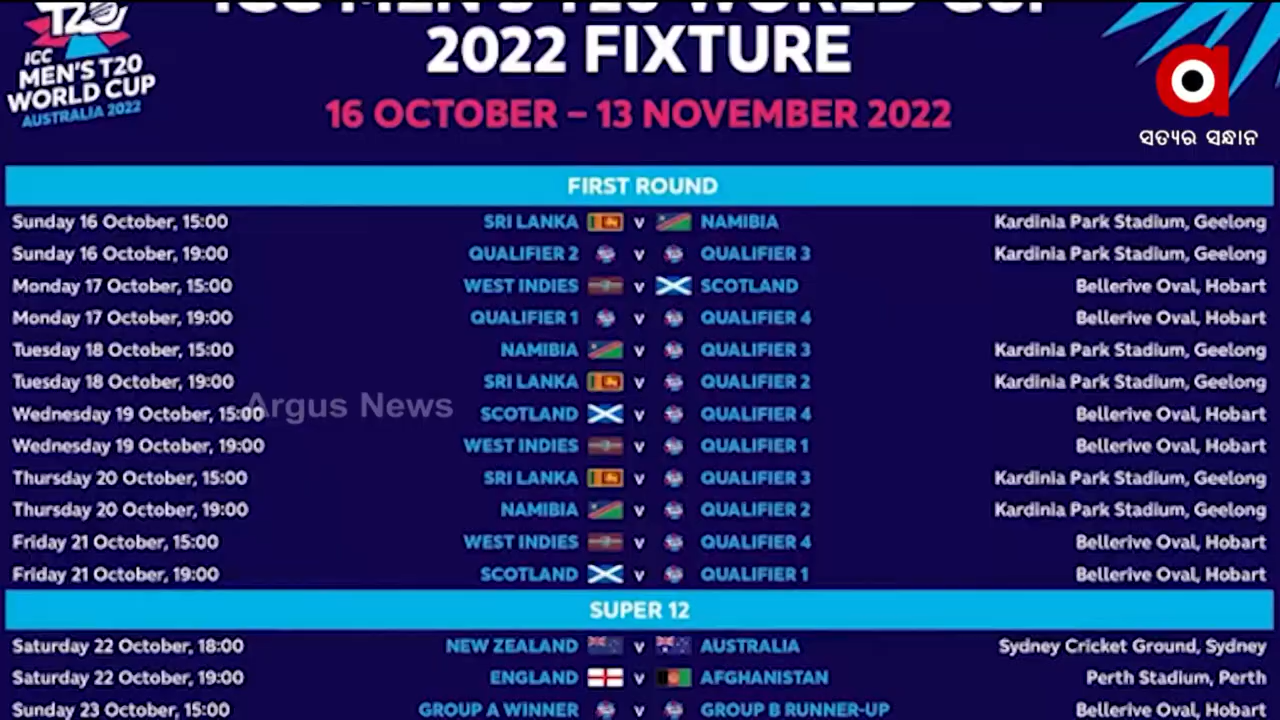 ICC MEN'S T20 WORLD CUP
2022 FIXTURE
16 OCTOBER – 13 NOVEMBER 2022
T20
ICC
MEN'S T20
WORLD CUP
AUSTRALIA 2022
ସତ୍ୟର ସନ୍ଧାନ
FIRST ROUND
Sunday 16 October, 15:00 SRI LANKA v NAMIBIA Kardinia Park Stadium, Geelong
Sunday 16 October, 19:00 QUALIFIER 2 v QUALIFIER 3 Kardinia Park Stadium, Geelong
Monday 17 October, 15:00 WEST INDIES v SCOTLAND Bellerive Oval, Hobart
Monday 17 October, 19:00 QUALIFIER 1 v QUALIFIER 4 Bellerive Oval, Hobart
Tuesday 18 October, 15:00 NAMIBIA v QUALIFIER 3 Kardinia Park Stadium, Geelong
Tuesday 18 October, 19:00 SRI LANKA v QUALIFIER 2 Kardinia Park Stadium, Geelong
Argus News
Wednesday 19 October, 15:00 SCOTLAND v QUALIFIER 4 Bellerive Oval, Hobart
Wednesday 19 October, 19:00 WEST INDIES v QUALIFIER 1 Bellerive Oval, Hobart
Thursday 20 October, 15:00 SRI LANKA v QUALIFIER 3 Kardinia Park Stadium, Geelong
Thursday 20 October, 19:00 NAMIBIA v QUALIFIER 2 Kardinia Park Stadium, Geelong
Friday 21 October, 15:00 WEST INDIES v QUALIFIER 4 Bellerive Oval, Hobart
Friday 21 October, 19:00 SCOTLAND v QUALIFIER 1 Bellerive Oval, Hobart
SUPER 12
Saturday 22 October, 18:00 NEW ZEALAND v AUSTRALIA Sydney Cricket Ground, Sydney
Saturday 22 October, 19:00 ENGLAND v AFGHANISTAN Perth Stadium, Perth
Sunday 23 October, 15:00 GROUP A WINNER v GROUP B RUNNER-UP Bellerive Oval, Hobart